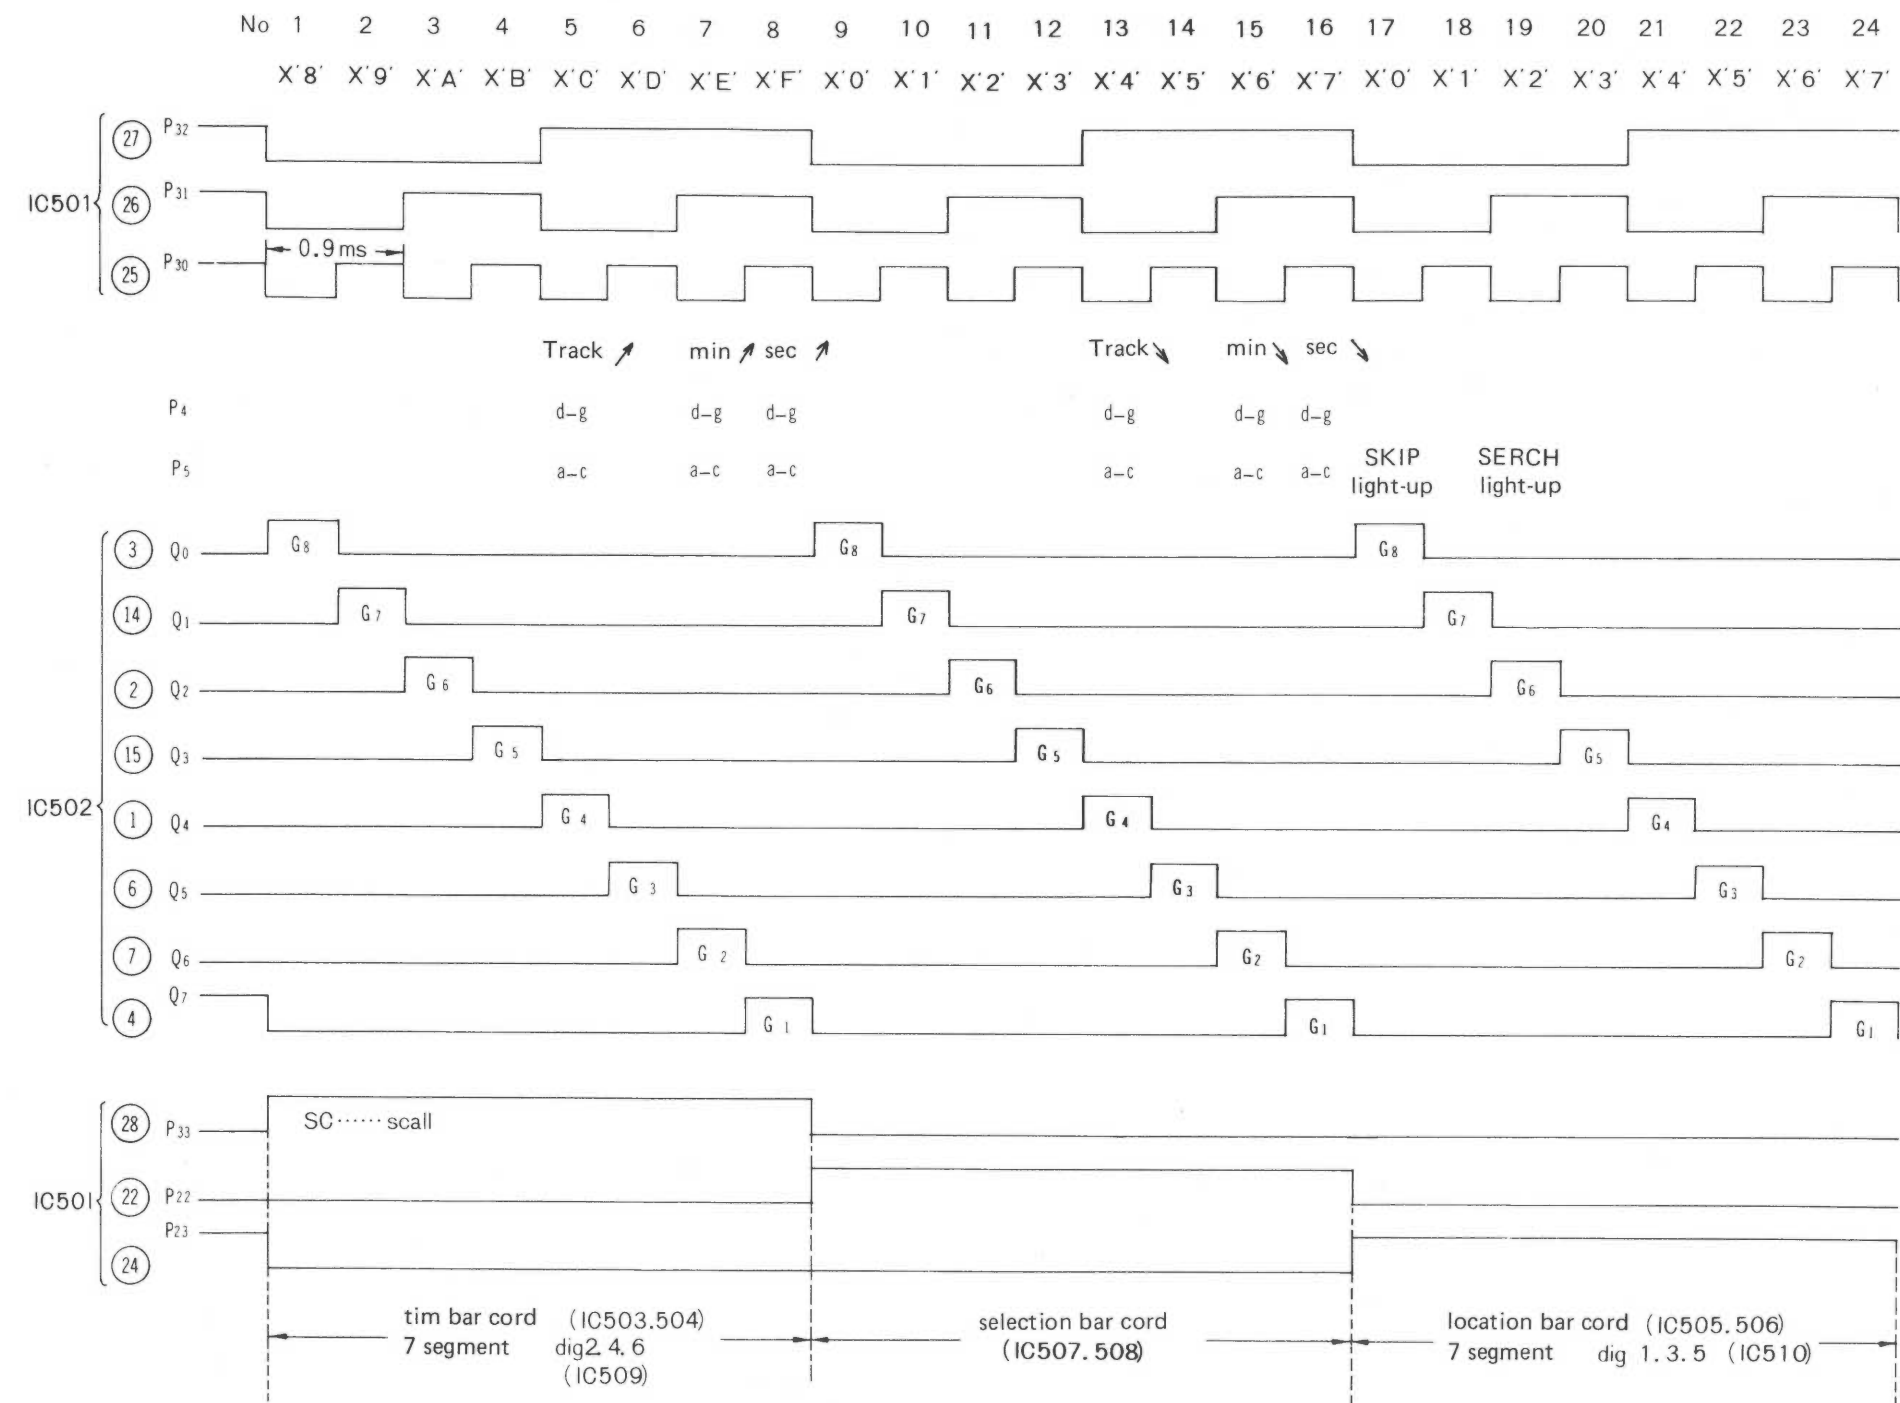 No 1 2 3 4 5 6 7 8 9 10 11 12 13 14 15 16 17 18 19 20 21 22 23 24
X'8' X'9' X'A' X'B' X'C' X'D' X'E' X'F' X'0' X'1' X'2' X'3' X'4' X'5' X'6' X'7' X'0' X'1' X'2' X'3' X'4' X'5' X'6' X'7'
27 P32
IC501 26 P31
0.9 ms
25 P30
Track ↗ min ↗ sec ↗ Track ↘ min ↘ sec ↘
P4 d–g d–g d–g d–g d–g d–g
P5 a–c a–c a–c a–c a–c a–c
SKIP SERCH
light-up light-up
3 Q0 G8 G8 G8
14 Q1 G7 G7 G7
2 Q2 G6 G6 G6
15 Q3 G5 G5 G5
IC502 1 Q4 G4 G4 G4
6 Q5 G3 G3 G3
7 Q6 G2 G2 G2
Q7
4 G1 G1 G1
28 P33 SC······scall
IC501 22 P22
P23
24
tim bar cord (IC503.504)
7 segment dig2.4.6
(IC509)
selection bar cord
(IC507.508)
location bar cord (IC505.506)
7 segment dig 1.3.5 (IC510)